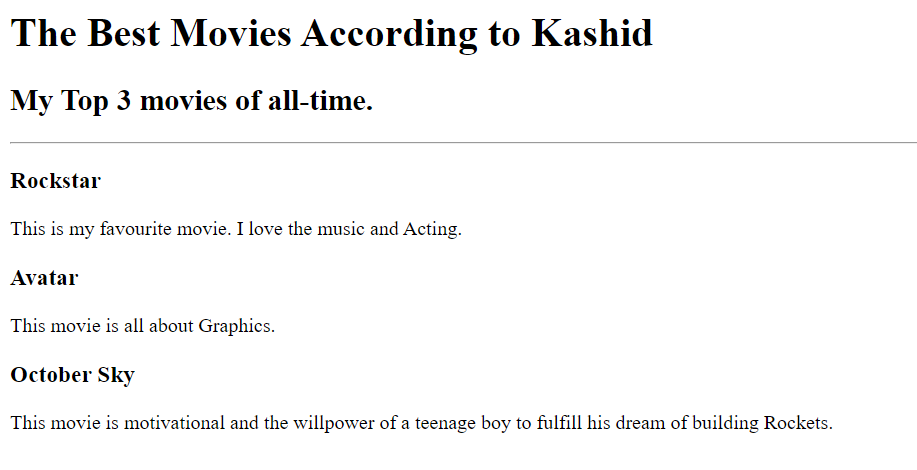 The Best Movies According to Kashid
My Top 3 movies of all-time.
Rockstar
This is my favourite movie. I love the music and Acting.
Avatar
This movie is all about Graphics.
October Sky
This movie is motivational and the willpower of a teenage boy to fulfill his dream of building Rockets.